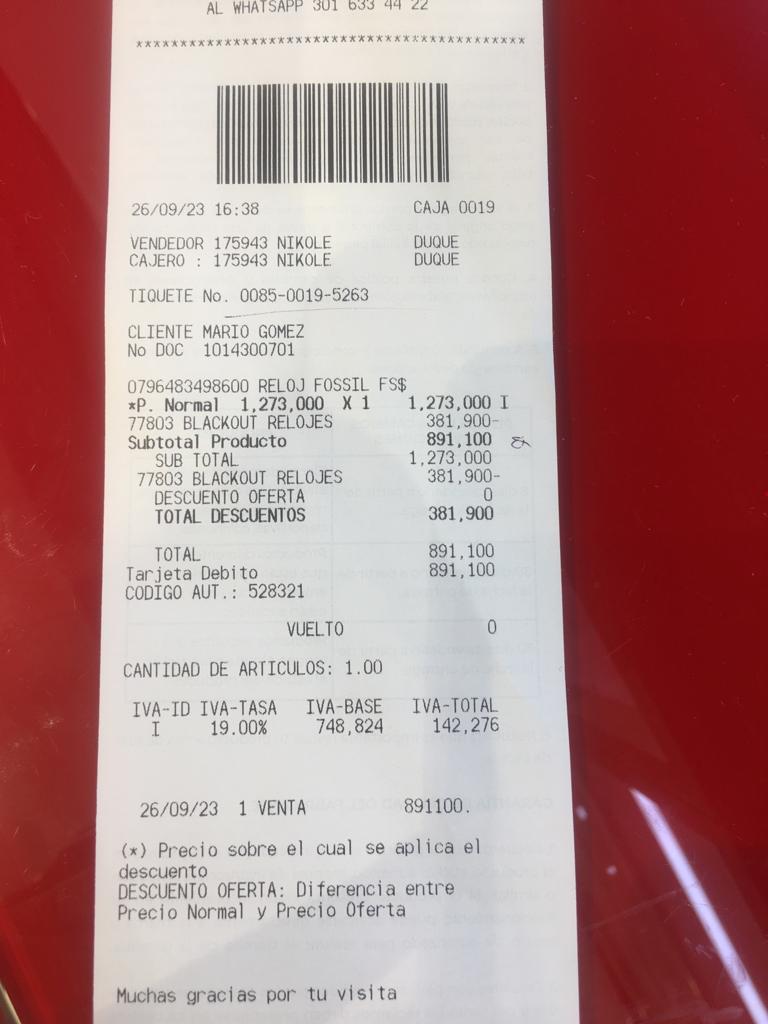 AL WHATSAPP 301 633 44 22
*******************************************
26/09/23 16:38 CAJA 0019
VENDEDOR 175943 NIKOLE DUQUE
CAJERO : 175943 NIKOLE DUQUE
TIQUETE No. 0085-0019-5263
CLIENTE MARIO GOMEZ
No DOC 1014300701
0796483498600 RELOJ FOSSIL FS$
*P. Normal 1,273,000 X 1 1,273,000 I
77803 BLACKOUT RELOJES 381,900-
Subtotal Producto 891,100
SUB TOTAL 1,273,000
77803 BLACKOUT RELOJES 381,900-
DESCUENTO OFERTA 0
TOTAL DESCUENTOS 381,900
TOTAL 891,100
Tarjeta Debito 891,100
CODIGO AUT.: 528321
VUELTO 0
CANTIDAD DE ARTICULOS: 1.00
IVA-ID IVA-TASA IVA-BASE IVA-TOTAL
I 19.00% 748,824 142,276
26/09/23 1 VENTA 891100.
(*) Precio sobre el cual se aplica el
descuento
DESCUENTO OFERTA: Diferencia entre
Precio Normal y Precio Oferta
Muchas gracias por tu visita